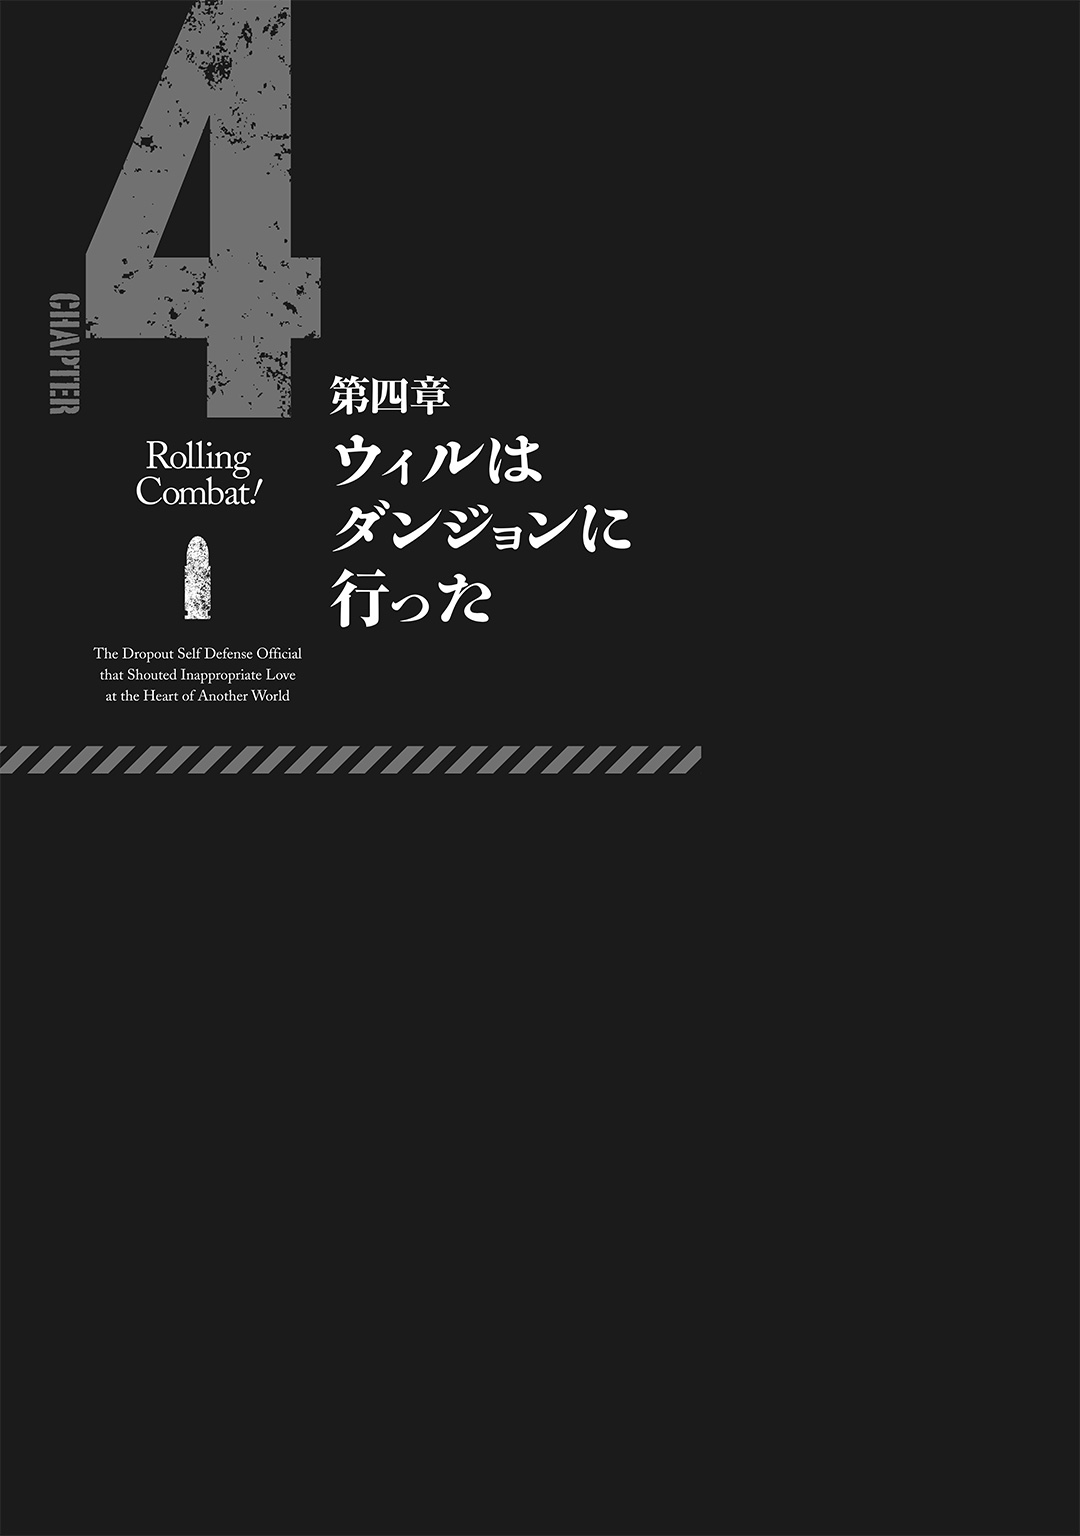 4
CHAPTER
Rolling
Combat!
The Dropout Self Defense Official
that Shouted Inappropriate Love
at the Heart of Another World
第四章
ウィルは
ダンジョンに
行った